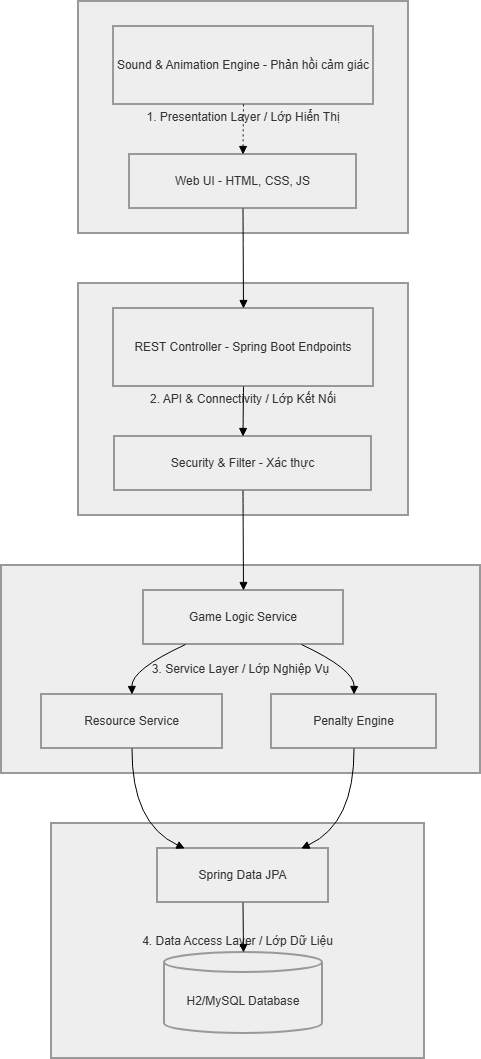 Sound & Animation Engine - Phản hồi cảm giác
1. Presentation Layer / Lớp Hiển Thị
Web UI - HTML, CSS, JS
REST Controller - Spring Boot Endpoints
2. API & Connectivity / Lớp Kết Nối
Security & Filter - Xác thực
Game Logic Service
3. Service Layer / Lớp Nghiệp Vụ
Resource Service
Penalty Engine
Spring Data JPA
4. Data Access Layer / Lớp Dữ Liệu
H2/MySQL Database